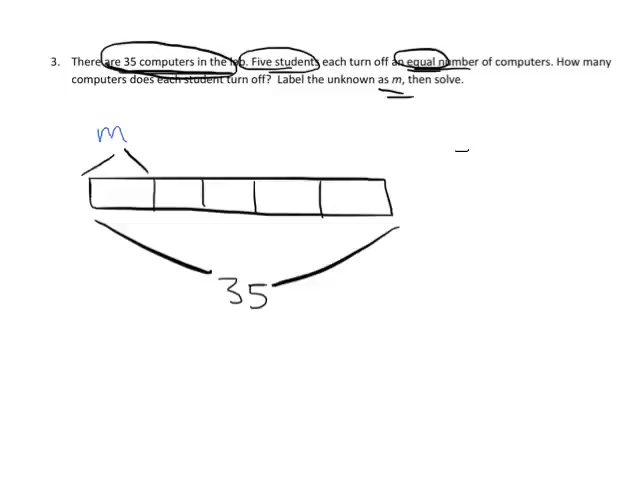 3. There are 35 computers in the lab. Five students each turn off an equal number of computers. How many
computers does each student turn off? Label the unknown as m, then solve.
m
35